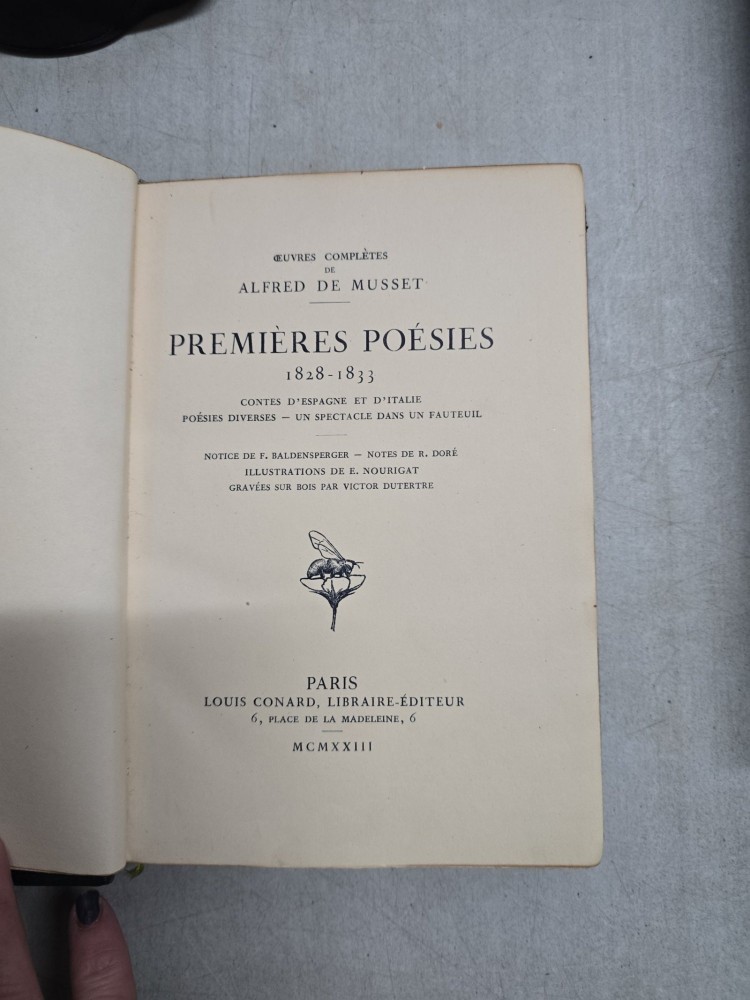 ŒUVRES COMPLÈTES
DE
ALFRED DE MUSSET
PREMIÈRES POÉSIES
1828-1833
CONTES D'ESPAGNE ET D'ITALIE
POÉSIES DIVERSES — UN SPECTACLE DANS UN FAUTEUIL
NOTICE DE F. BALDENSPERGER — NOTES DE R. DORÉ
ILLUSTRATIONS DE E. NOURIGAT
GRAVÉES SUR BOIS PAR VICTOR DUTERTRE
PARIS
LOUIS CONARD, LIBRAIRE-ÉDITEUR
6, PLACE DE LA MADELEINE, 6
MCMXXIII